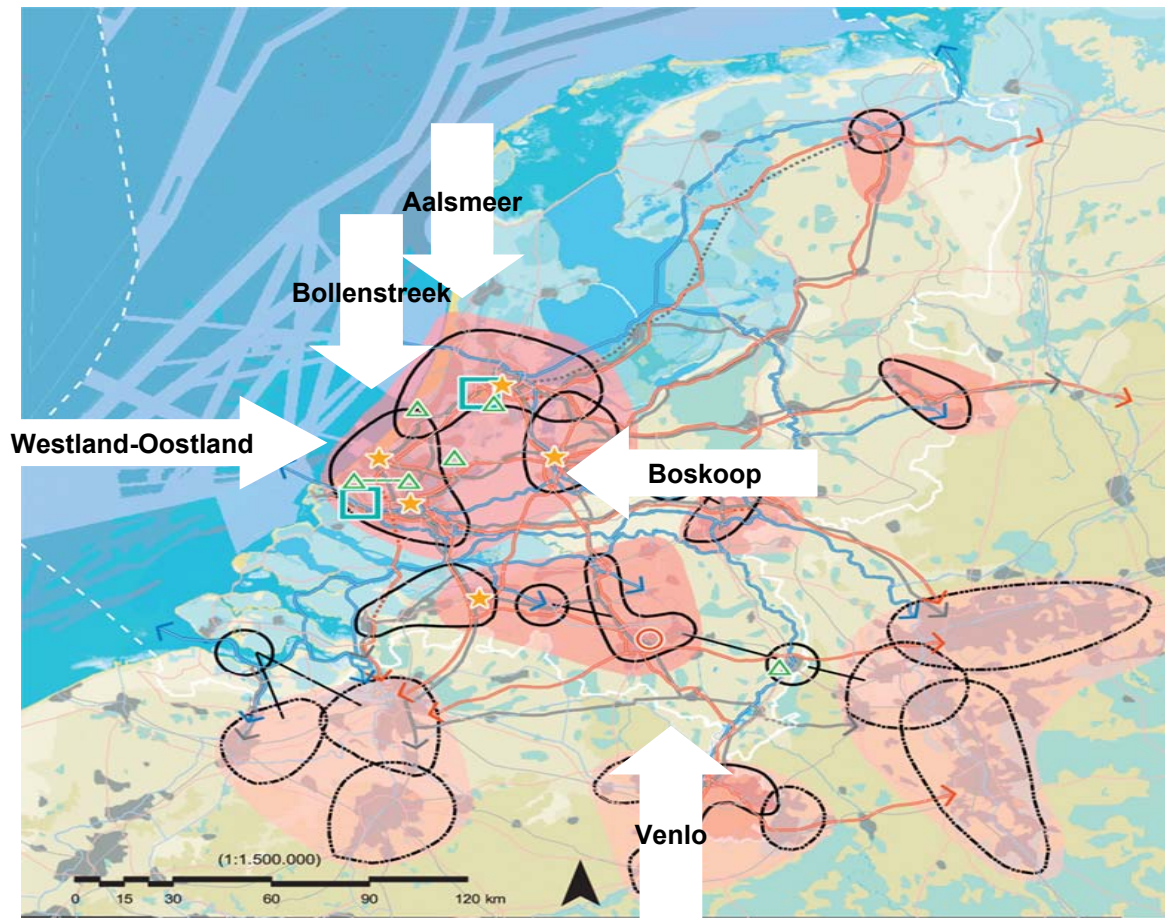 Aalsmeer
Bollenstreek
Westland-Oostland
Boskoop
Venlo
(1:1.500.000)
0 15 30 60 90 120 km